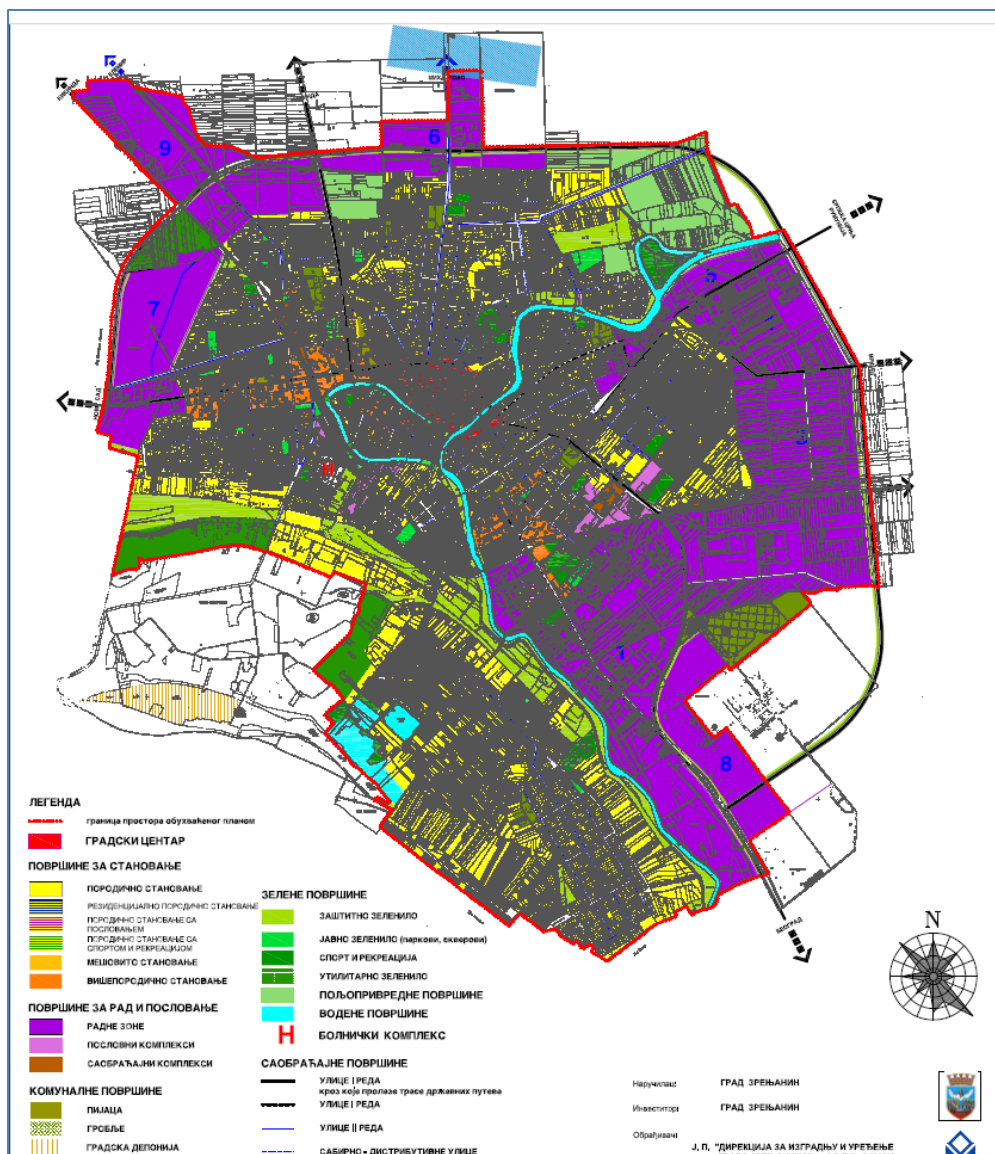 9
6
7
5
3
1
8
НОВИ САД
БЕОГРАД
H
N
ЛЕГЕНДА
граница простора обухваћеног планом
ГРАДСКИ ЦЕНТАР
ПОВРШИНЕ ЗА СТАНОВАЊЕ
ПОРОДИЧНО СТАНОВАЊЕ
РЕЗИДЕНЦИЈАЛНО ПОРОДИЧНО СТАНОВАЊЕ
ПОРОДИЧНО СТАНОВАЊЕ СА
ПОСЛОВАЊЕМ
ПОРОДИЧНО СТАНОВАЊЕ СА
СПОРТОМ И РЕКРЕАЦИЈОМ
МЕШОВИТО СТАНОВАЊЕ
ВИШЕПОРОДИЧНО СТАНОВАЊЕ
ПОВРШИНЕ ЗА РАД И ПОСЛОВАЊЕ
РАДНЕ ЗОНЕ
ПОСЛОВНИ КОМПЛЕКСИ
САОБРАЋАЈНИ КОМПЛЕКСИ
КОМУНАЛНЕ ПОВРШИНЕ
ПИЈАЦА
ГРОБЉЕ
ГРАДСКА ДЕПОНИЈА
ЗЕЛЕНЕ ПОВРШИНЕ
ЗАШТИТНО ЗЕЛЕНИЛО
ЈАВНО ЗЕЛЕНИЛО (паркови, скверови)
СПОРТ И РЕКРЕАЦИЈА
УТИЛИТАРНО ЗЕЛЕНИЛО
ПОЉОПРИВРЕДНЕ ПОВРШИНЕ
ВОДЕНЕ ПОВРШИНЕ
H БОЛНИЧКИ КОМПЛЕКС
САОБРАЋАЈНЕ ПОВРШИНЕ
УЛИЦЕ I РЕДА
кроз које пролазе трасе државних путева
УЛИЦЕ I РЕДА
УЛИЦЕ II РЕДА
САБИРНО - ДИСТРИБУТИВНЕ УЛИЦЕ
Наручилац: ГРАД ЗРЕЊАНИН
Инвеститор: ГРАД ЗРЕЊАНИН
Обрађивач:
Ј. П. "ДИРЕКЦИЈА ЗА ИЗГРАДЊУ И УРЕЂЕЊЕ